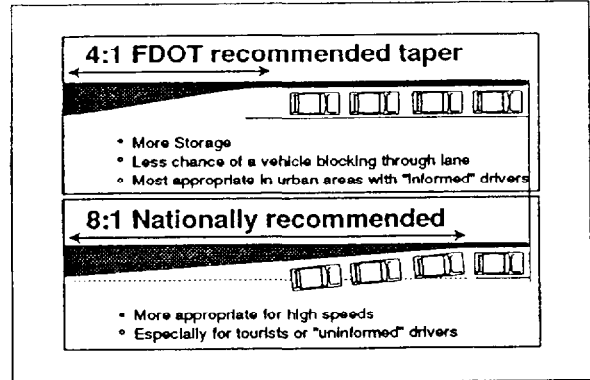 4:1 FDOT recommended taper
• More Storage
• Less chance of a vehicle blocking through lane
• Most appropriate in urban areas with "informed" drivers
8:1 Nationally recommended
• More appropriate for high speeds
• Especially for tourists or "uninformed" drivers